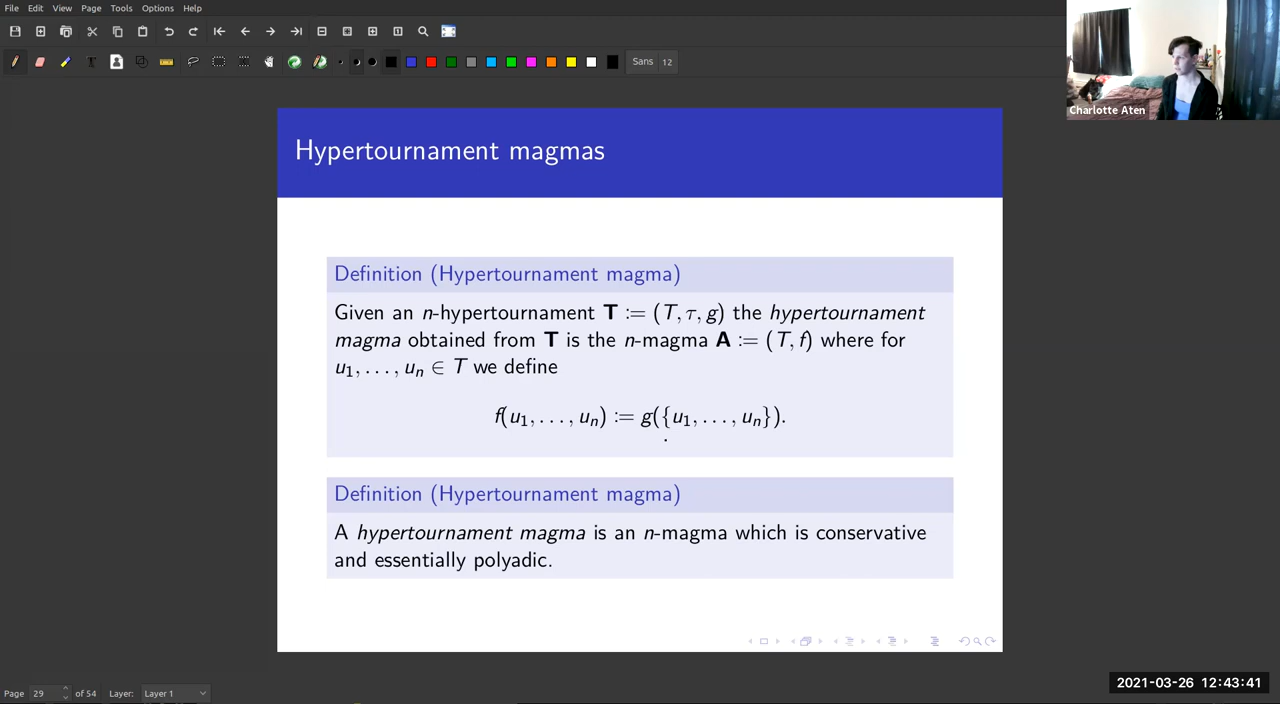 File Edit View Page Tools Options Help
Sans 12
Charlotte Aten
Hypertournament magmas
Definition (Hypertournament magma)
Given an n-hypertournament T := (T, τ, g) the hypertournament
magma obtained from T is the n-magma A := (T, f) where for
u₁, . . . , uₙ ∈ T we define
f(u₁, . . . , uₙ) := g({u₁, . . . , uₙ}).
Definition (Hypertournament magma)
A hypertournament magma is an n-magma which is conservative
and essentially polyadic.
Page 29 of 54 Layer: Layer 1
2021-03-26 12:43:41